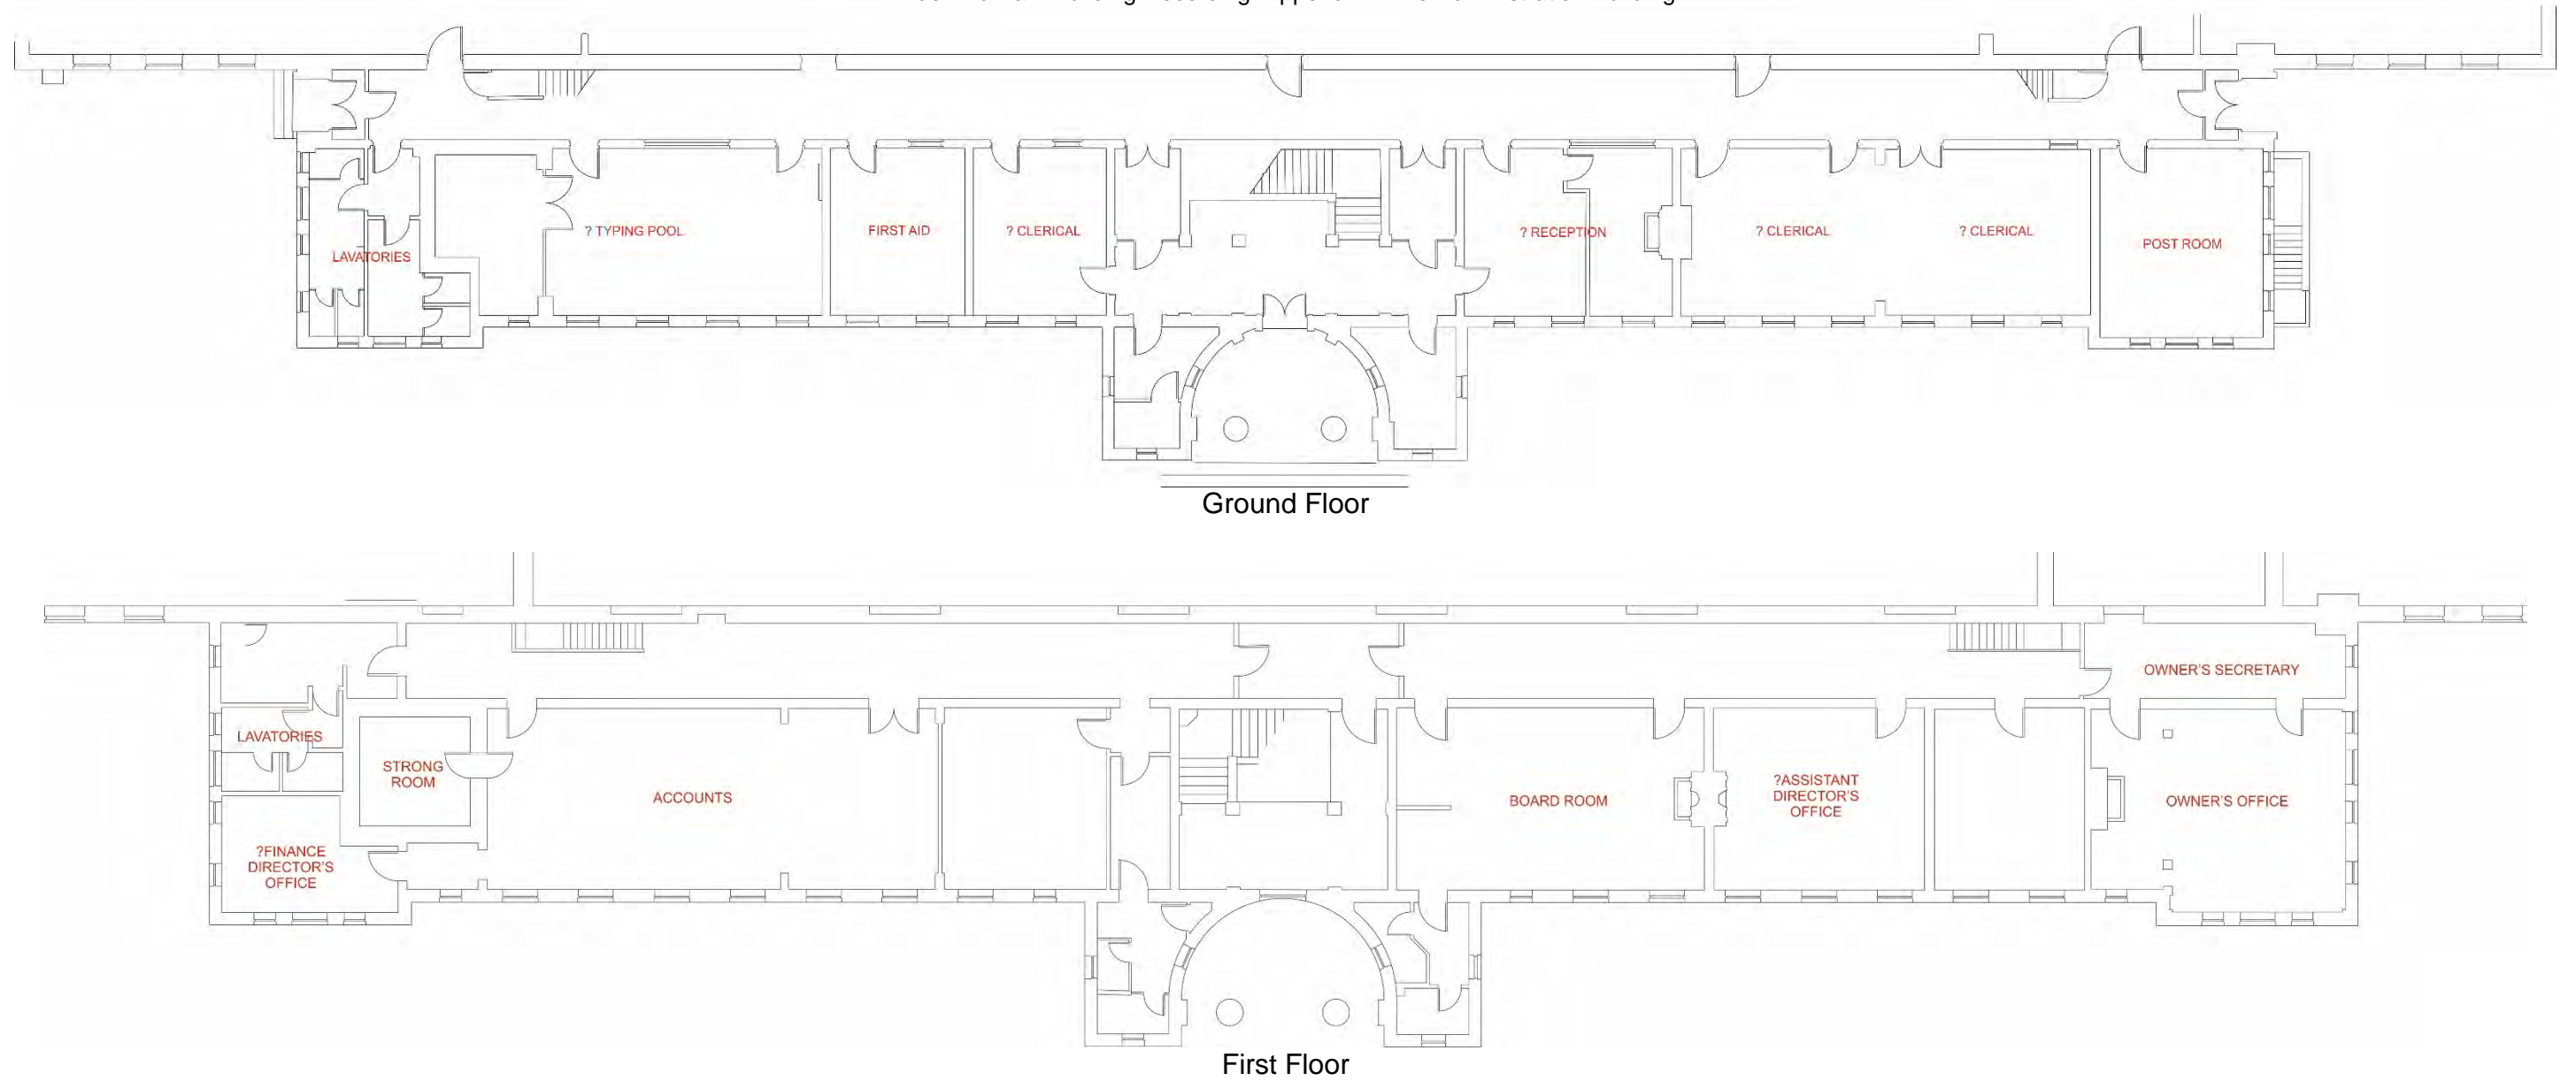 LAVATORIES
? TYPING POOL
FIRST AID
? CLERICAL
? RECEPTION
? CLERICAL
? CLERICAL
POST ROOM
Ground Floor
LAVATORIES
STRONG
ROOM
?FINANCE
DIRECTOR'S
OFFICE
ACCOUNTS
BOARD ROOM
?ASSISTANT
DIRECTOR'S
OFFICE
OWNER'S SECRETARY
OWNER'S OFFICE
First Floor